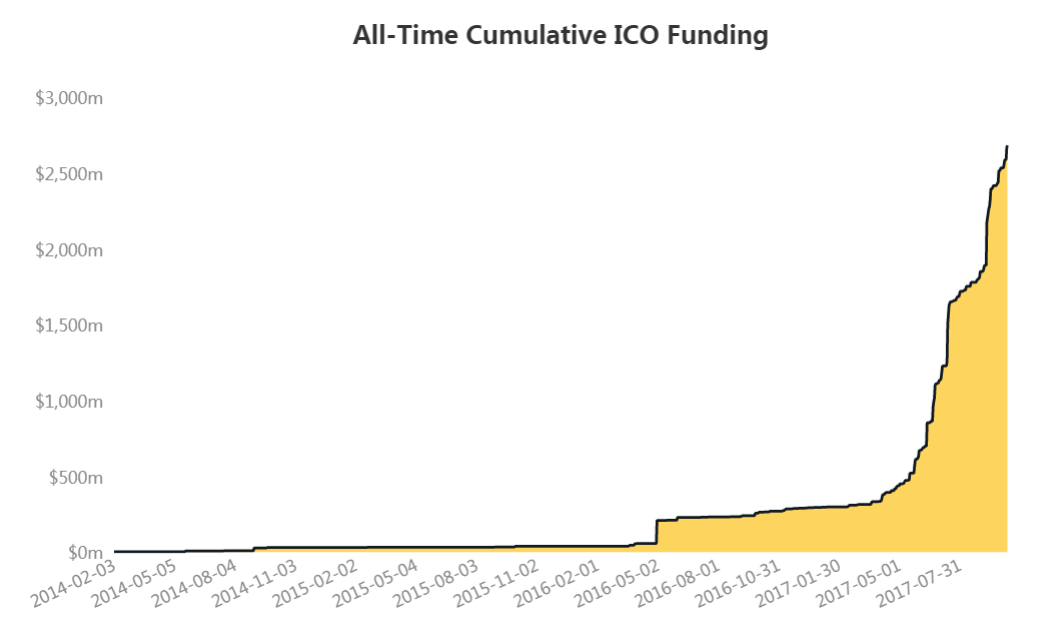 All-Time Cumulative ICO Funding
$3,000m
$2,500m
$2,000m
$1,500m
$1,000m
$500m
$0m
2014-02-03
2014-05-05
2014-08-04
2014-11-03
2015-02-02
2015-05-04
2015-08-03
2015-11-02
2016-02-01
2016-05-02
2016-08-01
2016-10-31
2017-01-30
2017-05-01
2017-07-31